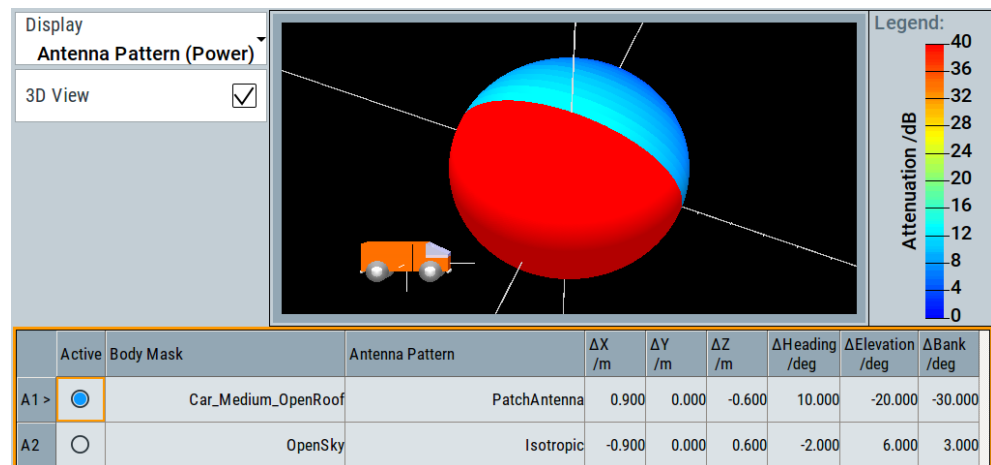 Display
Antenna Pattern (Power)
3D View
Legend:
Attenuation /dB
40
36
32
28
24
20
16
12
8
4
0
Active Body Mask Antenna Pattern ΔX /m ΔY /m ΔZ /m ΔHeading /deg ΔElevation /deg ΔBank /deg
A1 > Car_Medium_OpenRoof PatchAntenna 0.900 0.000 -0.600 10.000 -20.000 -30.000
A2 OpenSky Isotropic -0.900 0.000 0.600 -2.000 6.000 3.000